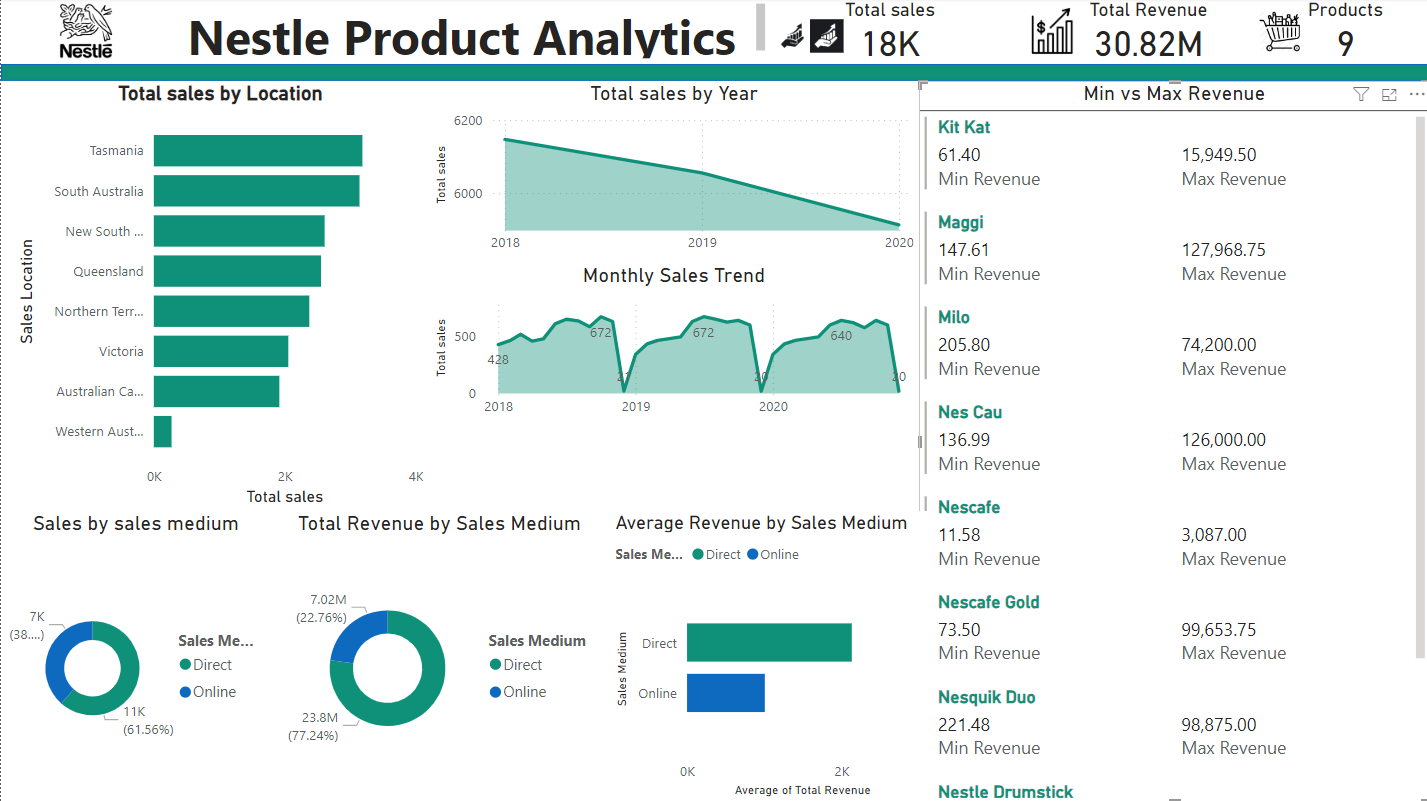 Nestlé
Nestle Product Analytics
Total sales
18K
Total Revenue
30.82M
Products
9
Total sales by Location
Sales Location
Tasmania
South Australia
New South ...
Queensland
Northern Terr...
Victoria
Australian Ca...
Western Aust...
0K 2K 4K
Total sales
Total sales by Year
Total sales
6200
6000
2018 2019 2020
Monthly Sales Trend
Total sales
500
0
428 672 21 672 20 640 20
2018 2019 2020
Min vs Max Revenue
Kit Kat
61.40 15,949.50
Min Revenue Max Revenue
Maggi
147.61 127,968.75
Min Revenue Max Revenue
Milo
205.80 74,200.00
Min Revenue Max Revenue
Nes Cau
136.99 126,000.00
Min Revenue Max Revenue
Nescafe
11.58 3,087.00
Min Revenue Max Revenue
Nescafe Gold
73.50 99,653.75
Min Revenue Max Revenue
Nesquik Duo
221.48 98,875.00
Min Revenue Max Revenue
Nestle Drumstick
Sales by sales medium
7K
(38....)
11K
(61.56%)
Sales Me...
Direct
Online
Total Revenue by Sales Medium
7.02M
(22.76%)
23.8M
(77.24%)
Sales Medium
Direct
Online
Average Revenue by Sales Medium
Sales Me... Direct Online
Sales Medium
Direct
Online
0K 2K
Average of Total Revenue